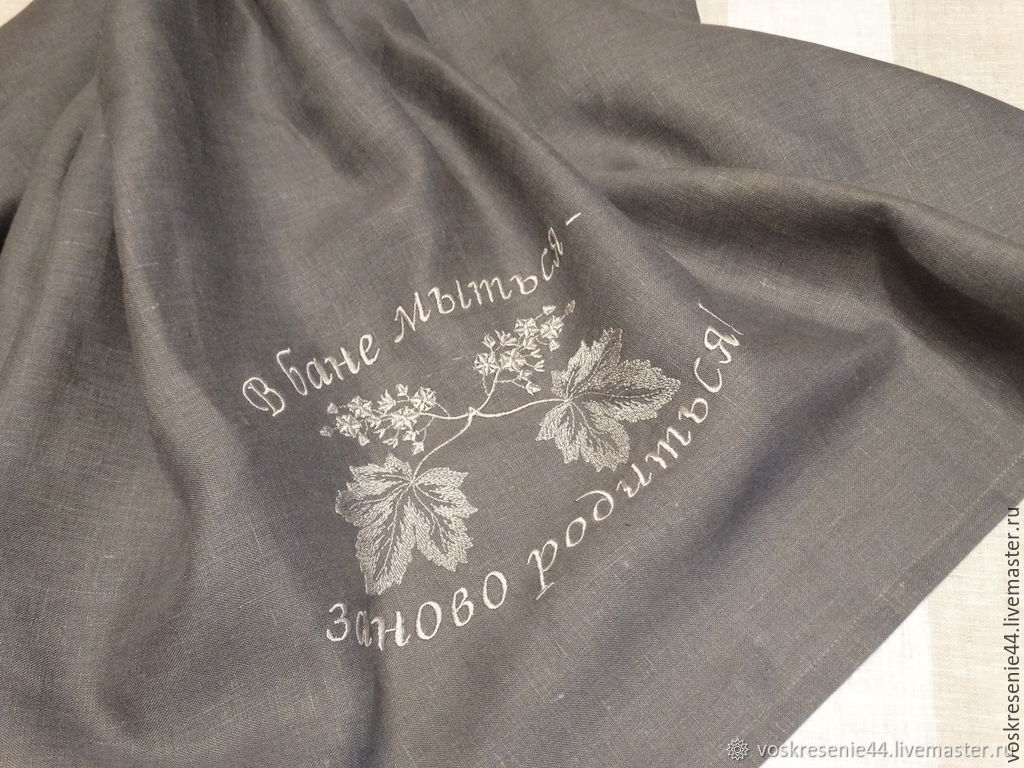 В бане мыться -
Заново родиться!
voskresenie44.livemaster.ru
voskresenie44.livemaster.ru